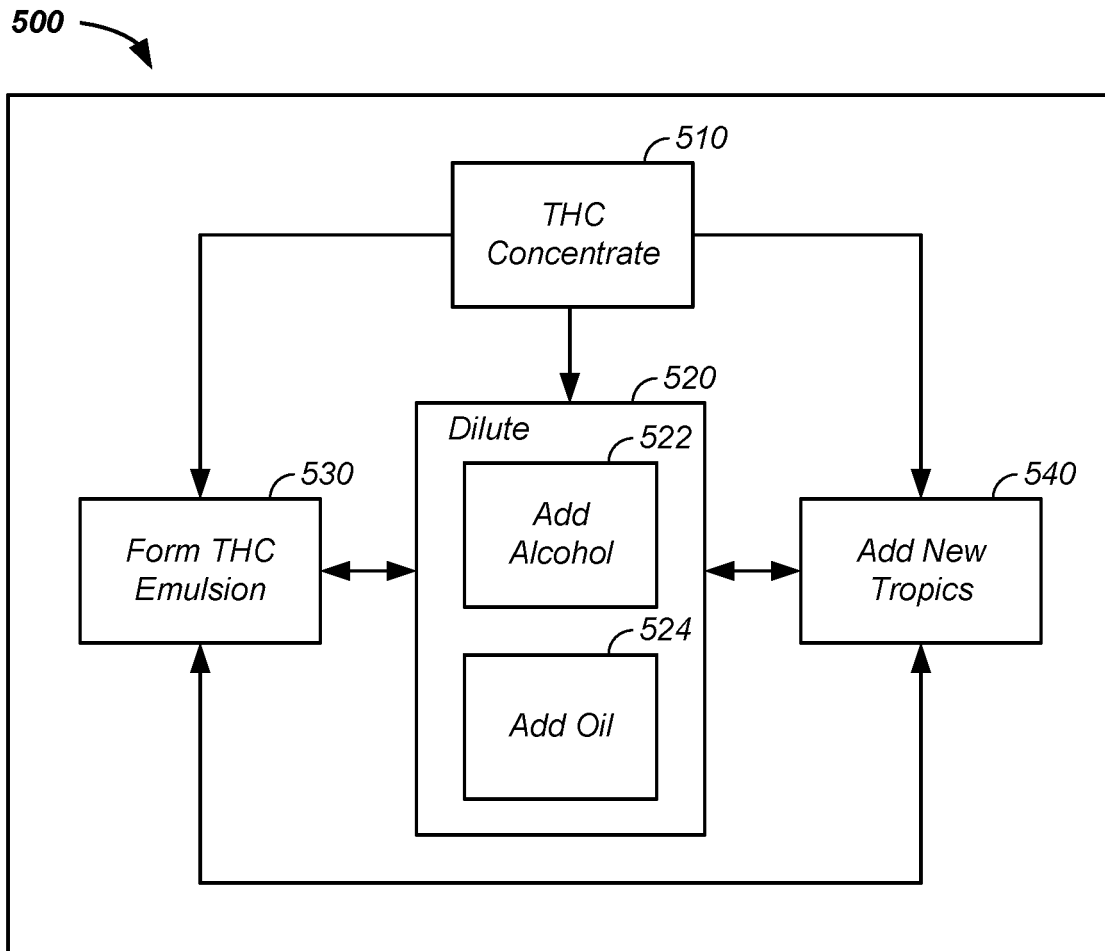 500
510
THC
Concentrate
520
Dilute
522
530
540
Form THC
Emulsion
Add
Alcohol
Add New
Tropics
524
Add Oil